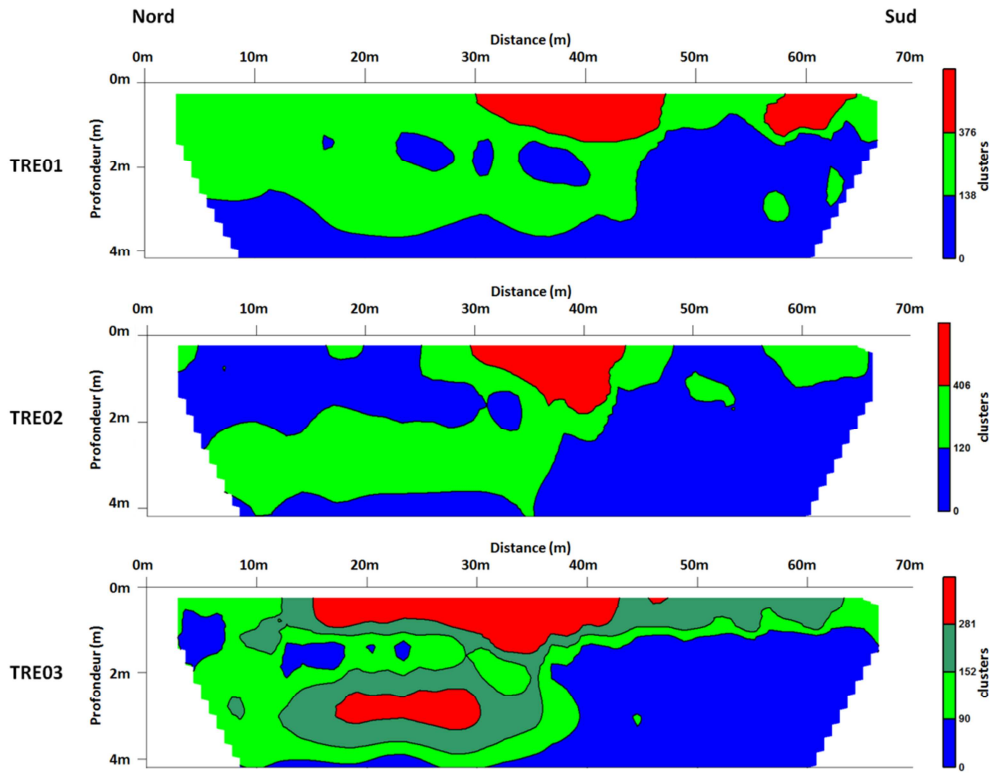 Nord Sud
Distance (m)
0m 10m 20m 30m 40m 50m 60m 70m
0m
2m
4m
Profondeur (m)
TRE01
376
138
0
clusters
Distance (m)
0m 10m 20m 30m 40m 50m 60m 70m
0m
2m
4m
Profondeur (m)
TRE02
406
120
0
clusters
Distance (m)
0m 10m 20m 30m 40m 50m 60m 70m
0m
2m
4m
Profondeur (m)
TRE03
281
152
90
0
clusters